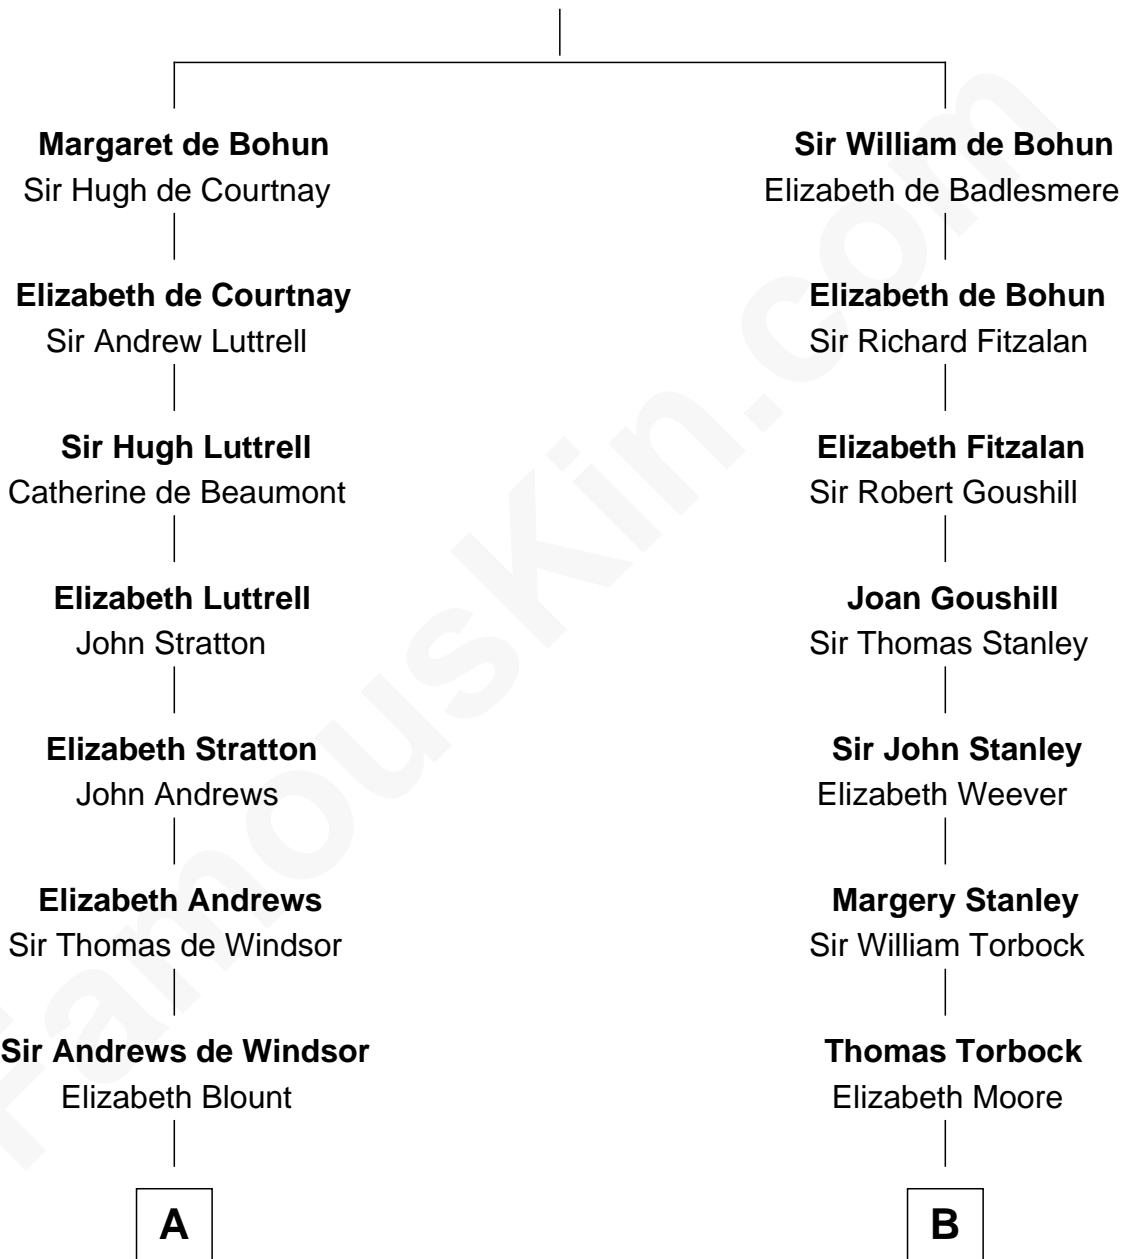 Margaret de Bohun
Sir Hugh de Courtnay
Elizabeth de Courtnay
Sir Andrew Luttrell
Sir Hugh Luttrell
Catherine de Beaumont
Elizabeth Luttrell
John Stratton
Elizabeth Stratton
John Andrews
Elizabeth Andrews
Sir Thomas de Windsor
Sir Andrews de Windsor
Elizabeth Blount
A
Sir William de Bohun
Elizabeth de Badlesmere
Elizabeth de Bohun
Sir Richard Fitzalan
Elizabeth Fitzalan
Sir Robert Goushill
Joan Goushill
Sir Thomas Stanley
Sir John Stanley
Elizabeth Weever
Margery Stanley
Sir William Torbock
Thomas Torbock
Elizabeth Moore
B
FamousKin.com